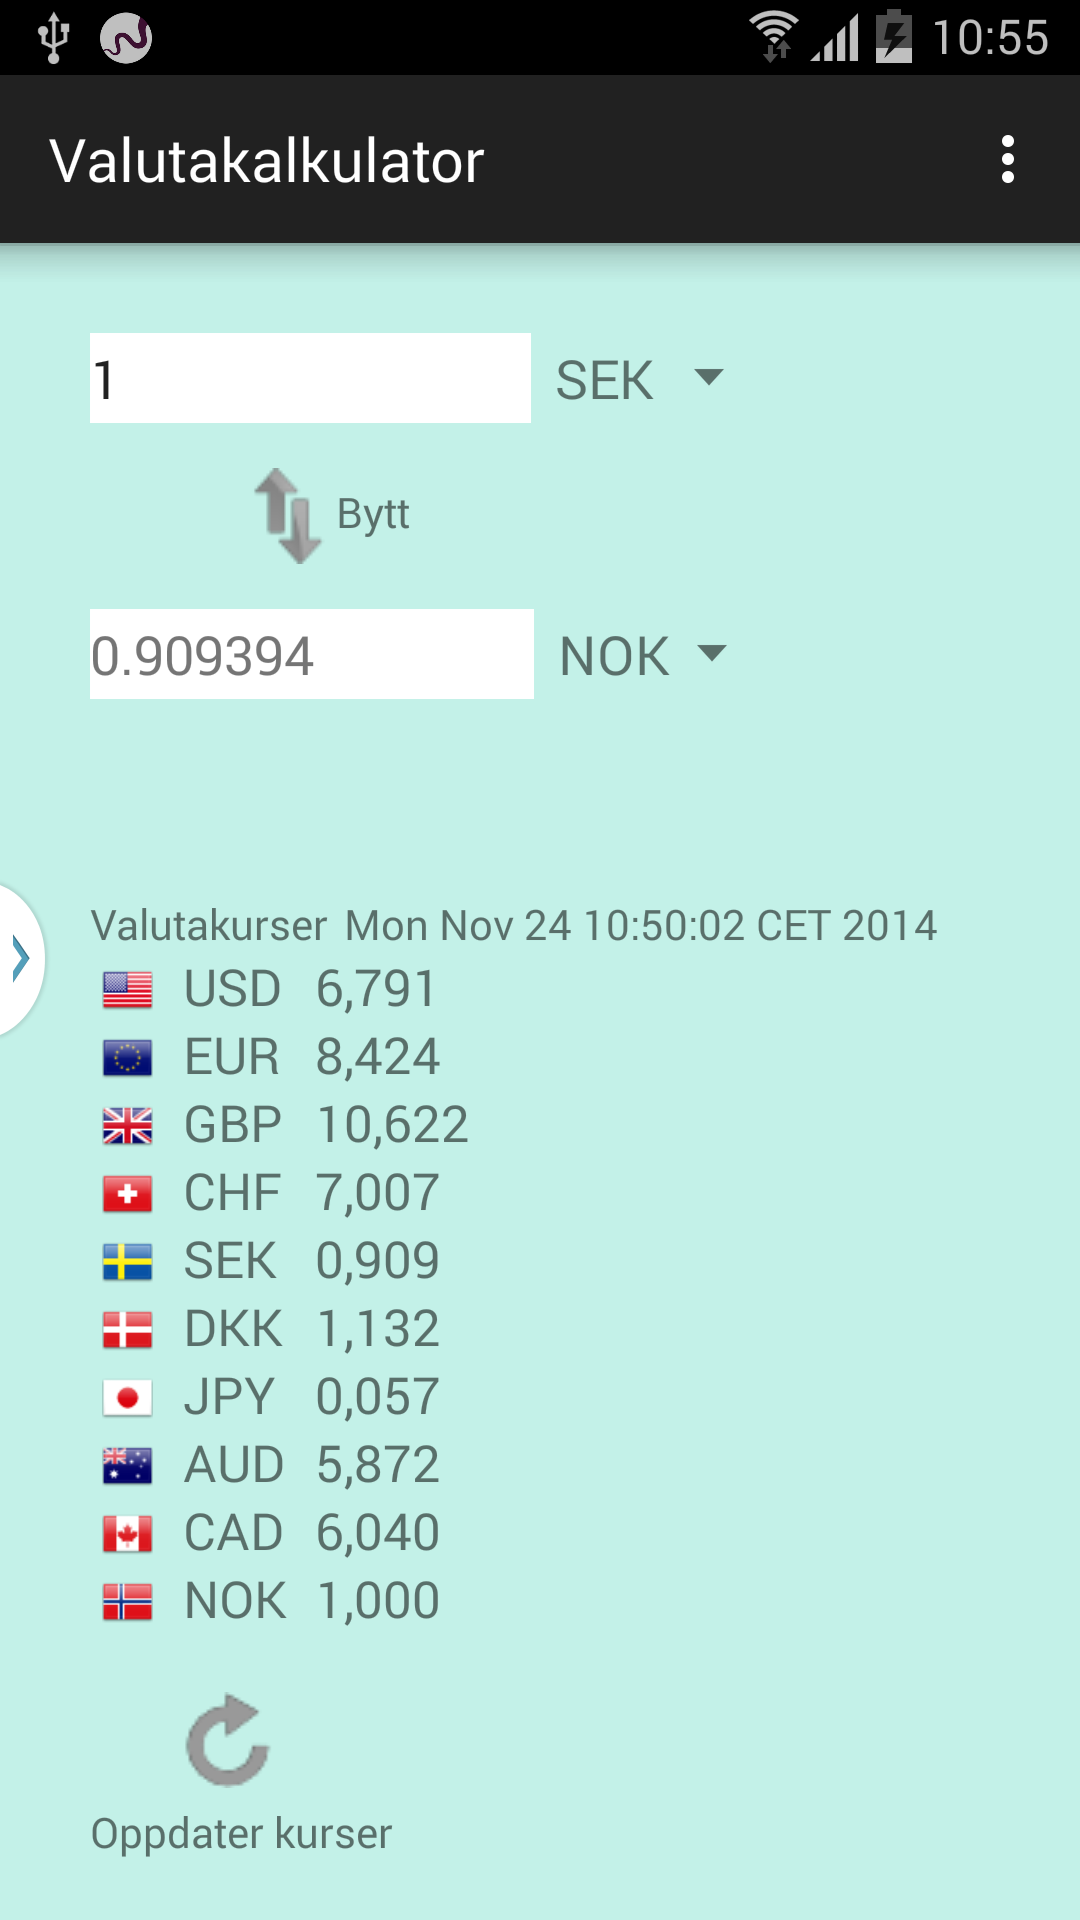 10:55
Valutakalkulator
1 SEK
Bytt
0.909394 NOK
Valutakurser Mon Nov 24 10:50:02 CET 2014
USD 6,791
EUR 8,424
GBP 10,622
CHF 7,007
SEK 0,909
DKK 1,132
JPY 0,057
AUD 5,872
CAD 6,040
NOK 1,000
Oppdater kurser